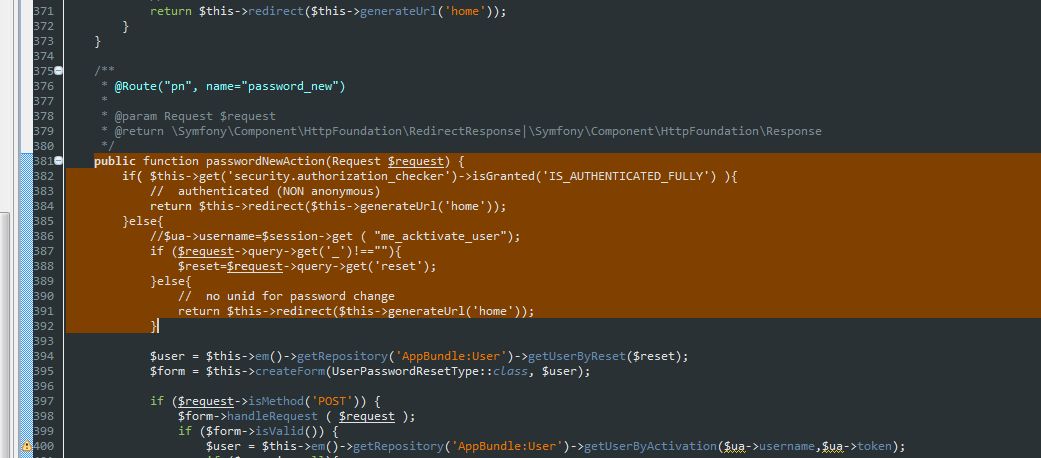 371 return $this->redirect($this->generateUrl('home'));
372 }
373 }
374
375 /**
376 * @Route("pn", name="password_new")
377 *
378 * @param Request $request
379 * @return \Symfony\Component\HttpFoundation\RedirectResponse|\Symfony\Component\HttpFoundation\Response
380 */
381 public function passwordNewAction(Request $request) {
382 if( $this->get('security.authorization_checker')->isGranted('IS_AUTHENTICATED_FULLY') ){
383 //  authenticated (NON anonymous)
384 return $this->redirect($this->generateUrl('home'));
385 }else{
386 //$ua->username=$session->get ( "me_acktivate_user");
387 if ($request->query->get('_')!==""){
388 $reset=$request->query->get('reset');
389 }else{
390 //  no unid for password change
391 return $this->redirect($this->generateUrl('home'));
392 }
393
394 $user = $this->em()->getRepository('AppBundle:User')->getUserByReset($reset);
395 $form = $this->createForm(UserPasswordResetType::class, $user);
396
397 if ($request->isMethod('POST')) {
398 $form->handleRequest ( $request );
399 if ($form->isValid()) {
400 $user = $this->em()->getRepository('AppBundle:User')->getUserByActivation($ua->username,$ua->token);